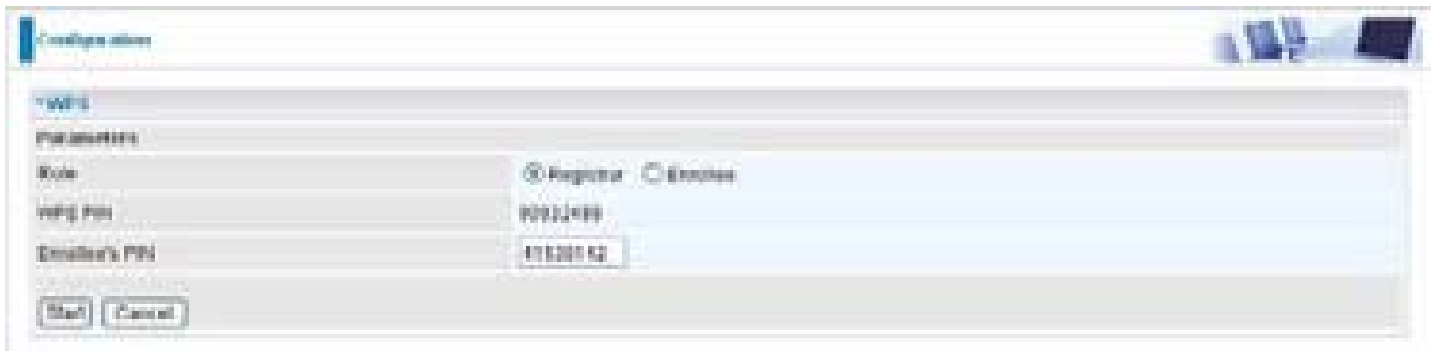 Configuration
WPS
Parameters
Role Registrar Enrollee
WPS PIN
Enrollee's PIN
Start Cancel